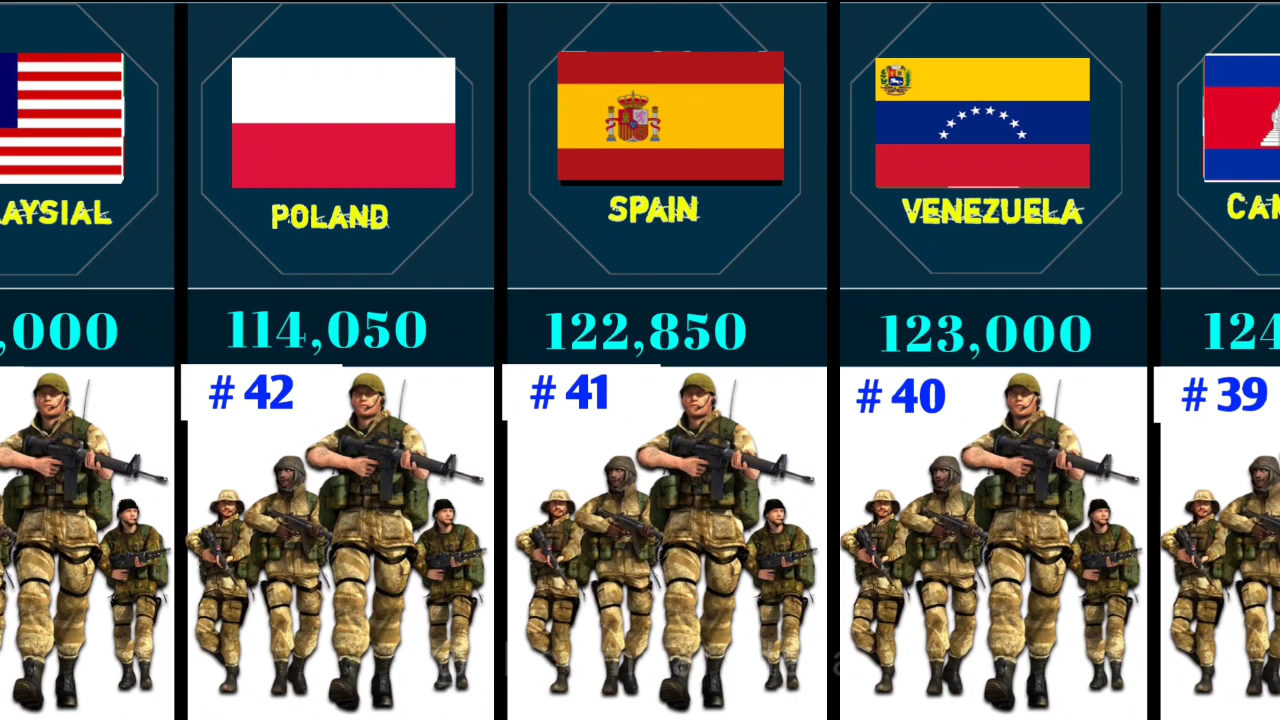 AYSIAL
POLAND
SPAIN
VENEZUELA
CAN
,000
114,050
122,850
123,000
124
# 42
# 41
# 40
# 39